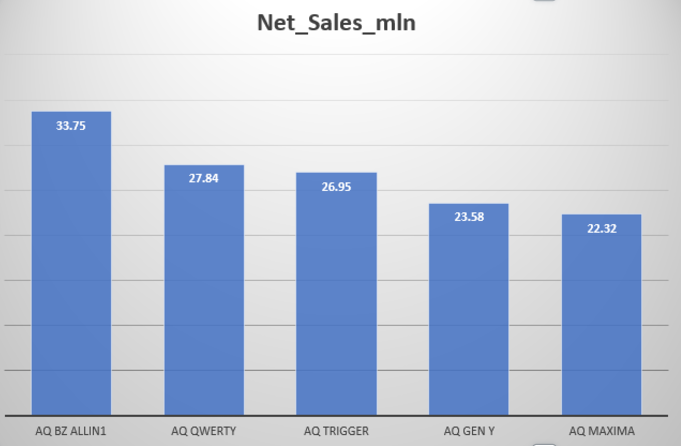 Net_Sales_mln
33.75
27.84
26.95
23.58
22.32
AQ BZ ALLIN1
AQ QWERTY
AQ TRIGGER
AQ GEN Y
AQ MAXIMA